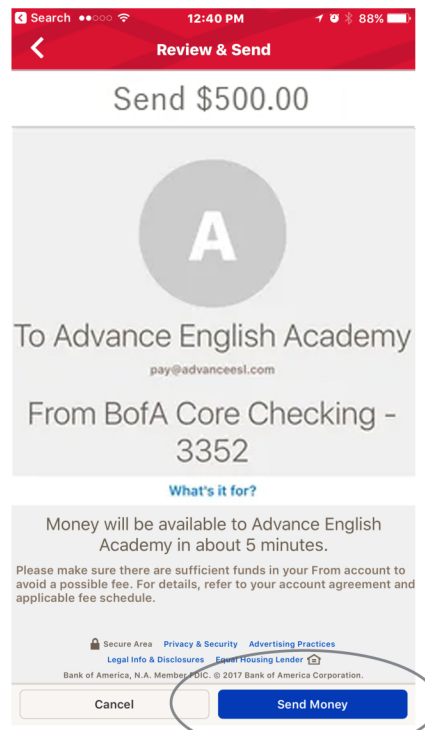 Search 12:40 PM 88%
Review & Send
Send $500.00
A
To Advance English Academy
pay@advanceesl.com
From BofA Core Checking -
3352
What's it for?
Money will be available to Advance English
Academy in about 5 minutes.
Please make sure there are sufficient funds in your From account to
avoid a possible fee. For details, refer to your account agreement and
applicable fee schedule.
Secure Area Privacy & Security Advertising Practices
Legal Info & Disclosures Equal Housing Lender
Bank of America, N.A. Member FDIC. © 2017 Bank of America Corporation.
Cancel Send Money